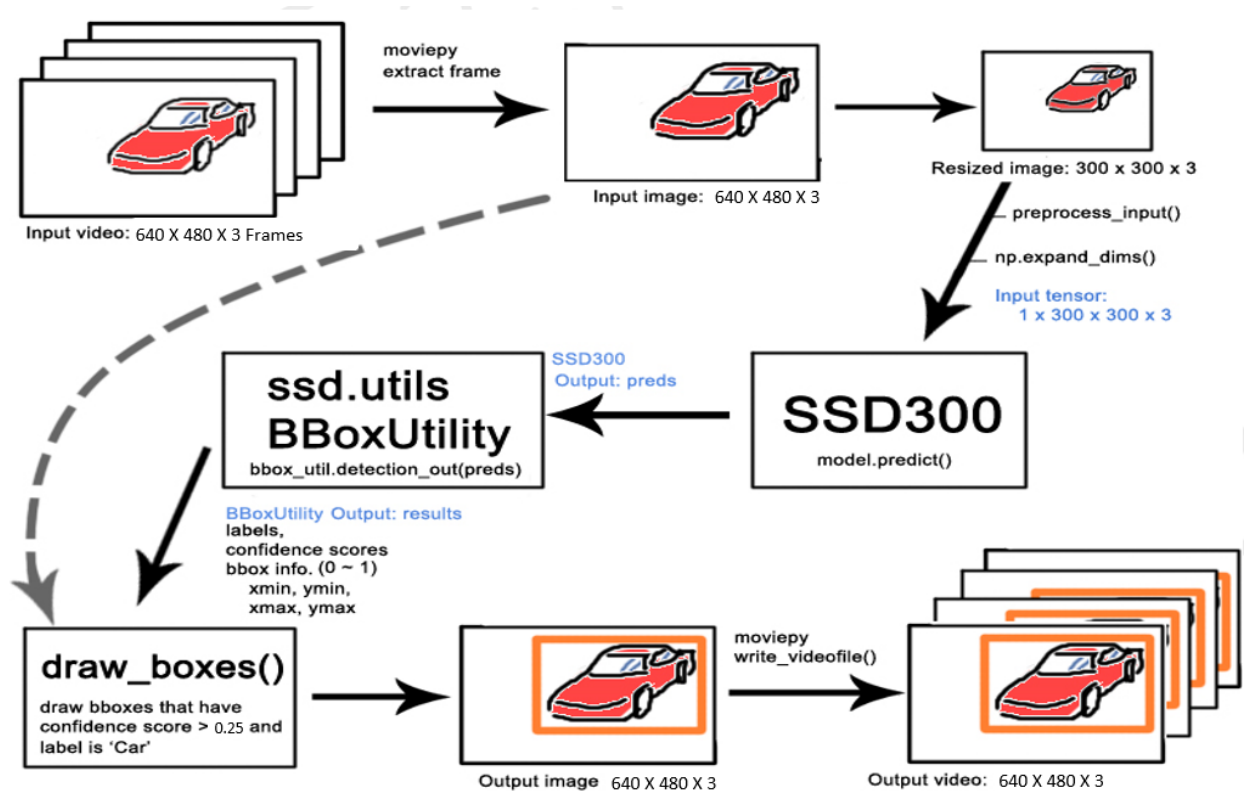 moviepy
extract frame
Input video: 640 X 480 X 3 Frames
Input image: 640 X 480 X 3
Resized image: 300 x 300 x 3
preprocess_input()
np.expand_dims()
Input tensor:
1 x 300 x 300 x 3
SSD300
model.predict()
SSD300
Output: preds
ssd.utils
BBoxUtility
bbox_util.detection_out(preds)
BBoxUtility Output: results
labels,
confidence scores
bbox info. (0 ~ 1)
xmin, ymin,
xmax, ymax
draw_boxes()
draw bboxes that have
confidence score > 0.25 and
label is 'Car'
Output image 640 X 480 X 3
moviepy
write_videofile()
Output video: 640 X 480 X 3